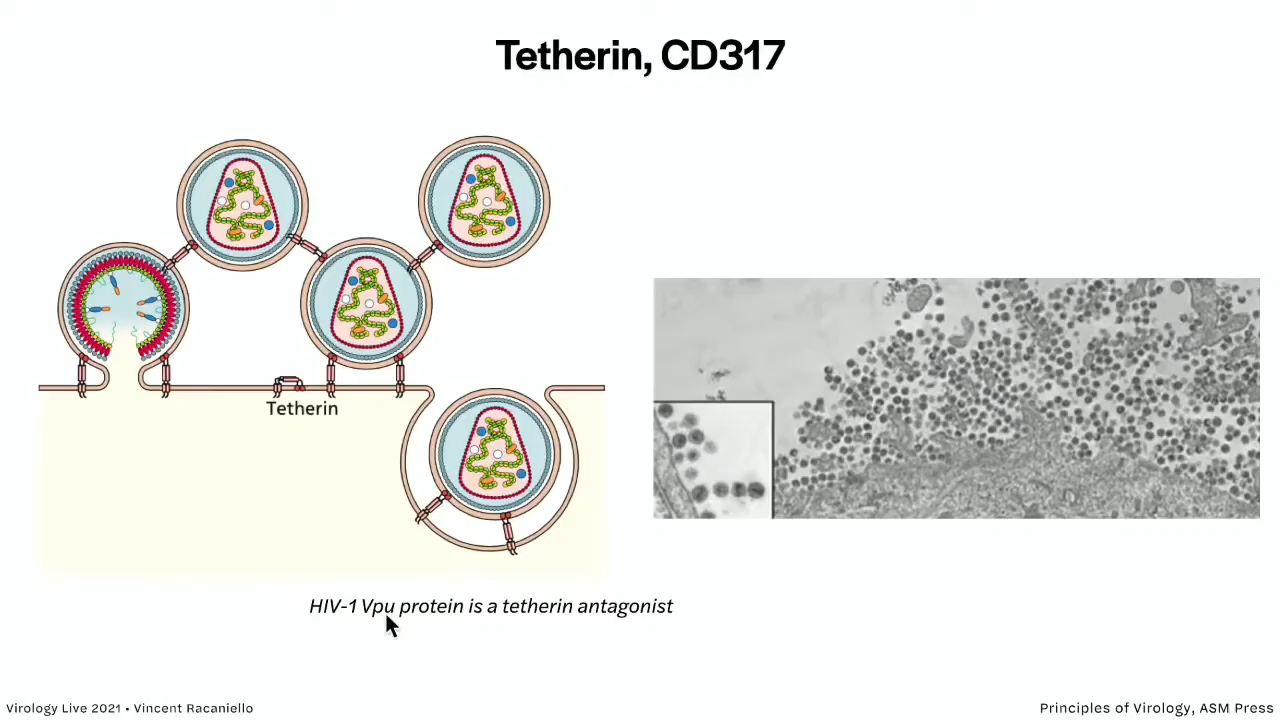 Tetherin, CD317
Tetherin
HIV-1 Vpu protein is a tetherin antagonist
Virology Live 2021 • Vincent Racaniello
Principles of Virology, ASM Press